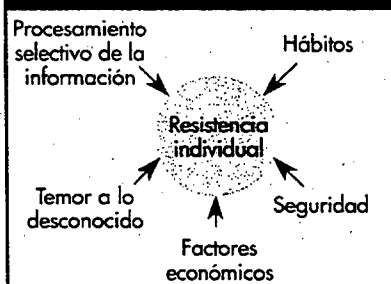 Procesamiento
selectivo de la
información
Hábitos
Resistencia
individual
Temor a lo
desconocido
Seguridad
Factores
económicos